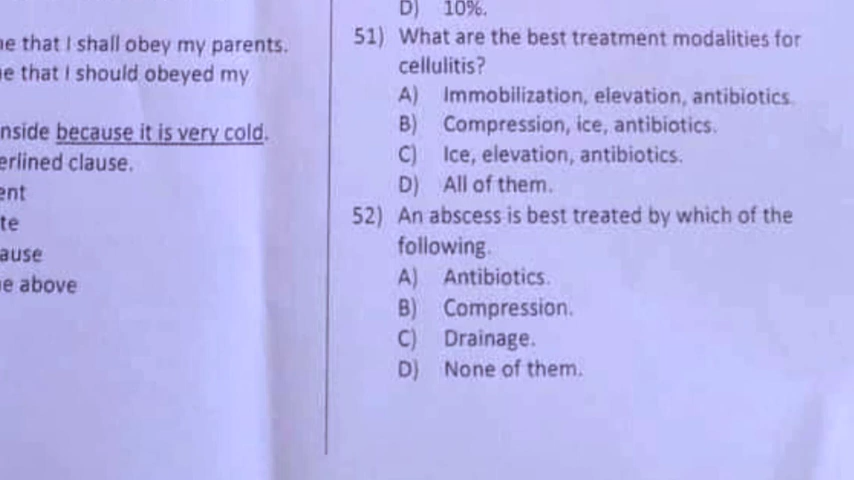 e that I shall obey my parents.
e that I should obeyed my
nside because it is very cold.
erlined clause.
ent
te
ause
e above
D) 10%.
51) What are the best treatment modalities for
cellulitis?
A) Immobilization, elevation, antibiotics.
B) Compression, ice, antibiotics.
C) Ice, elevation, antibiotics.
D) All of them.
52) An abscess is best treated by which of the
following.
A) Antibiotics.
B) Compression.
C) Drainage.
D) None of them.